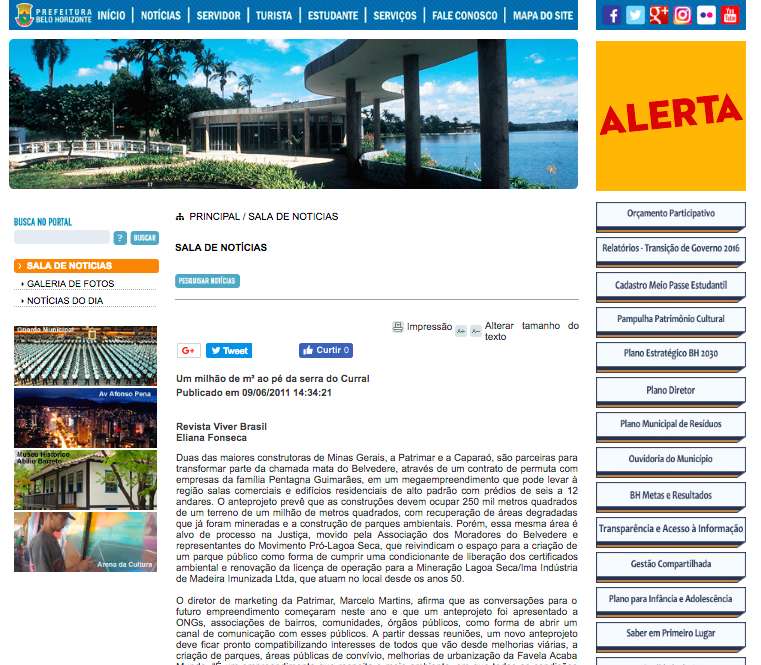 PREFEITURA
BELO HORIZONTE
INÍCIO
NOTÍCIAS
SERVIDOR
TURISTA
ESTUDANTE
SERVIÇOS
FALE CONOSCO
MAPA DO SITE
You Tube
ALERTA
BUSCA NO PORTAL
? BUSCAR
SALA DE NOTICIAS
GALERIA DE FOTOS
NOTÍCIAS DO DIA
Guarda Municipal
Av Afonso Pena
Museu Histórico
Abílio Barreto
Arena da Cultura
PRINCIPAL / SALA DE NOTICIAS
SALA DE NOTÍCIAS
PESQUISAR NOTÍCIAS
Impressão A+ A- Alterar tamanho do
texto
G+ Tweet Curtir 0
Um milhão de m² ao pé da serra do Curral
Publicado em 09/06/2011 14:34:21
Revista Viver Brasil
Eliana Fonseca
Duas das maiores construtoras de Minas Gerais, a Patrimar e a Caparaó, são parceiras para
transformar parte da chamada mata do Belvedere, através de um contrato de permuta com
empresas da família Pentagna Guimarães, em um megaempreendimento que pode levar à
região salas comerciais e edifícios residenciais de alto padrão com prédios de seis a 12
andares. O anteprojeto prevê que as construções devem ocupar 250 mil metros quadrados
de um terreno de um milhão de metros quadrados, com recuperação de áreas degradadas
que já foram mineradas e a construção de parques ambientais. Porém, essa mesma área é
alvo de processo na Justiça, movido pela Associação dos Moradores do Belvedere e
representantes do Movimento Pró-Lagoa Seca, que reivindicam o espaço para a criação de
um parque público como forma de cumprir uma condicionante de liberação dos certificados
ambiental e renovação da licença de operação para a Mineração Lagoa Seca/Ima Indústria
de Madeira Imunizada Ltda, que atuam no local desde os anos 50.
O diretor de marketing da Patrimar, Marcelo Martins, afirma que as conversações para o
futuro empreendimento começaram neste ano e que um anteprojeto foi apresentado a
ONGs, associações de bairros, comunidades, órgãos públicos, como forma de abrir um
canal de comunicação com esses públicos. A partir dessas reuniões, um novo anteprojeto
deve ficar pronto compatibilizando interesses de todos que vão desde melhorias várias, a
criação de parques, áreas públicas de convívio, melhorias de urbanização da Favela Acaba
Orçamento Participativo
Relatórios - Transição de Governo 2016
Cadastro Meio Passe Estudantil
Pampulha Patrimônio Cultural
Plano Estratégico BH 2030
Plano Diretor
Plano Municipal de Resíduos
Ouvidoria do Município
BH Metas e Resultados
Transparência e Acesso à Informação
Gestão Compartilhada
Plano para Infância e Adolescência
Saber em Primeiro Lugar